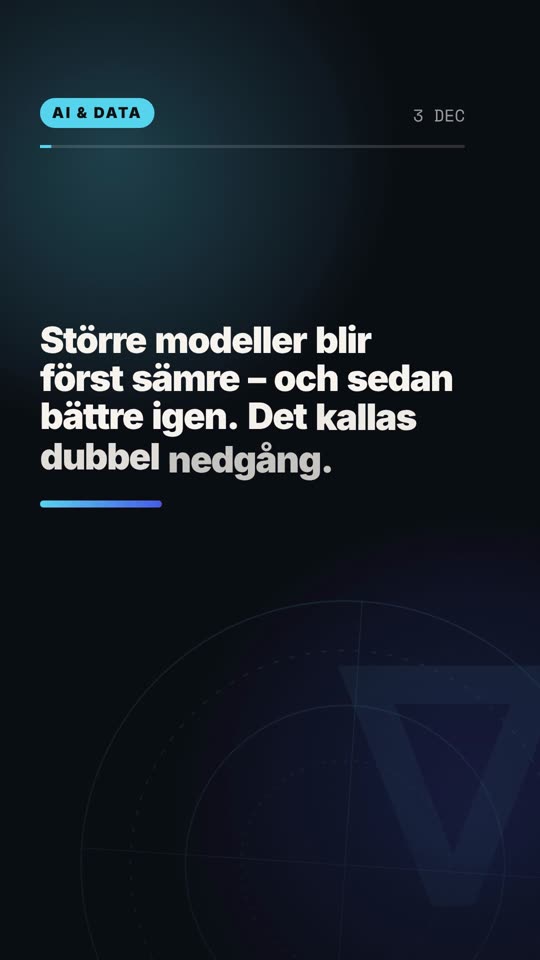 AI & DATA
3 DEC
Större modeller blir
först sämre – och sedan
bättre igen. Det kallas
dubbel nedgång.